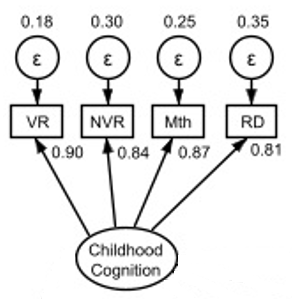 0.18 0.30 0.25 0.35
ε ε ε ε
VR NVR Mth RD
0.90 0.84 0.87 0.81
Childhood
Cognition